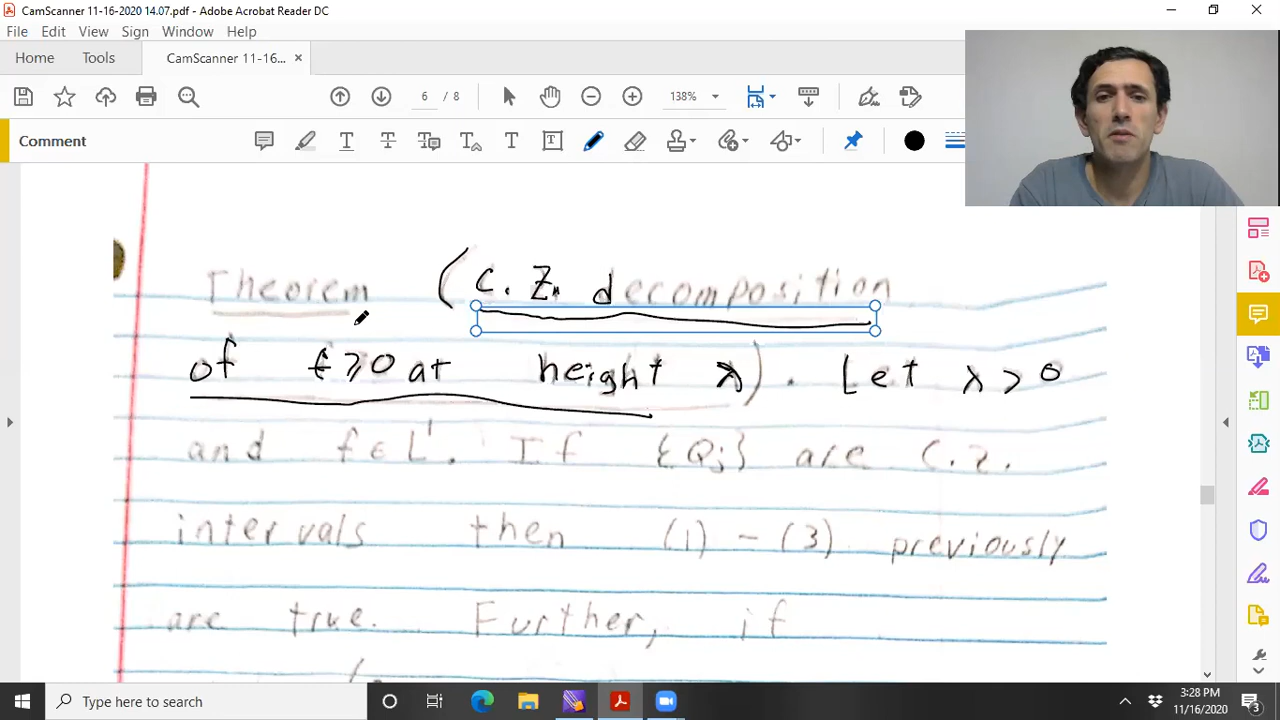 CamScanner 11-16-2020 14.07.pdf - Adobe Acrobat Reader DC
File Edit View Sign Window Help
Home Tools CamScanner 11-16... ×
6 / 8 138%
Comment
Theorem (C. Z. decomposition
of f ⩾ 0 at height λ). Let λ > 0
and f ∈ L¹. If {Qj} are C.Z.
intervals then (1) - (3) previously
are true. Further, if
Type here to search
3:28 PM
11/16/2020
3